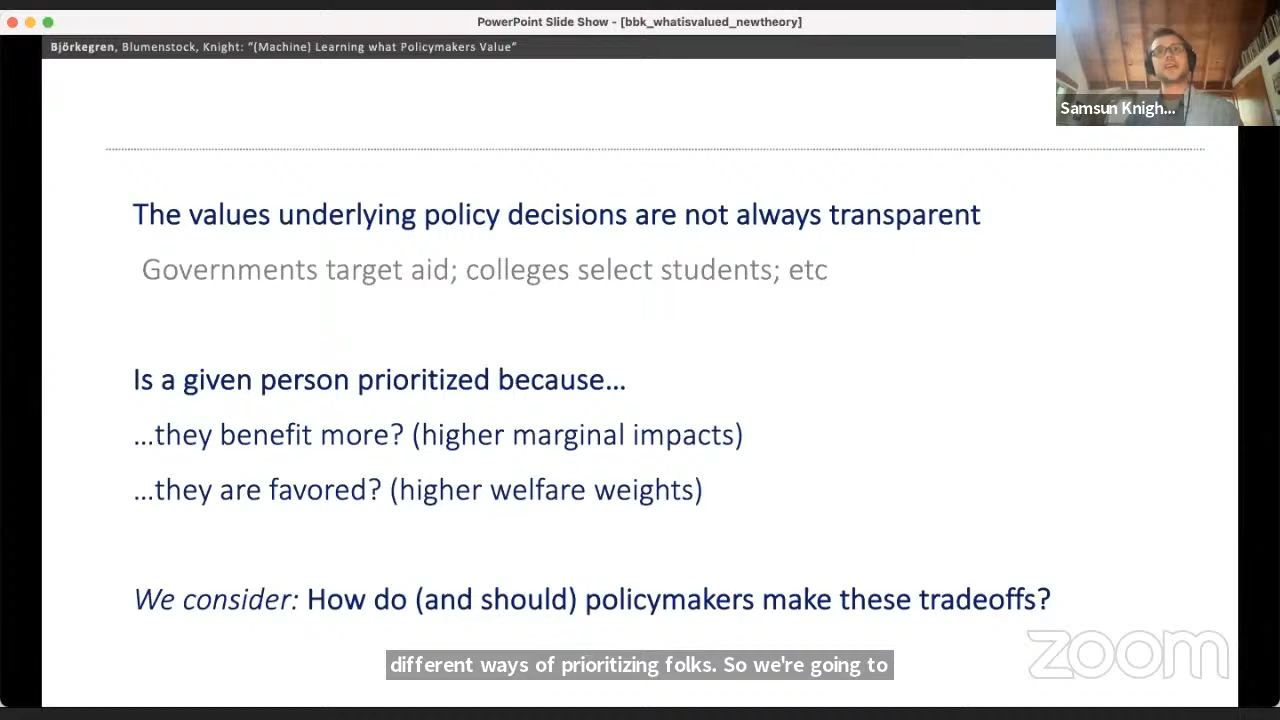 PowerPoint Slide Show - [bbk_whatisvalued_newtheory]
Björkegren, Blumenstock, Knight: "(Machine) Learning what Policymakers Value"
Samsun Knigh...
The values underlying policy decisions are not always transparent
Governments target aid; colleges select students; etc
Is a given person prioritized because...
...they benefit more? (higher marginal impacts)
...they are favored? (higher welfare weights)
We consider: How do (and should) policymakers make these tradeoffs?
different ways of prioritizing folks. So we're going to
zoom